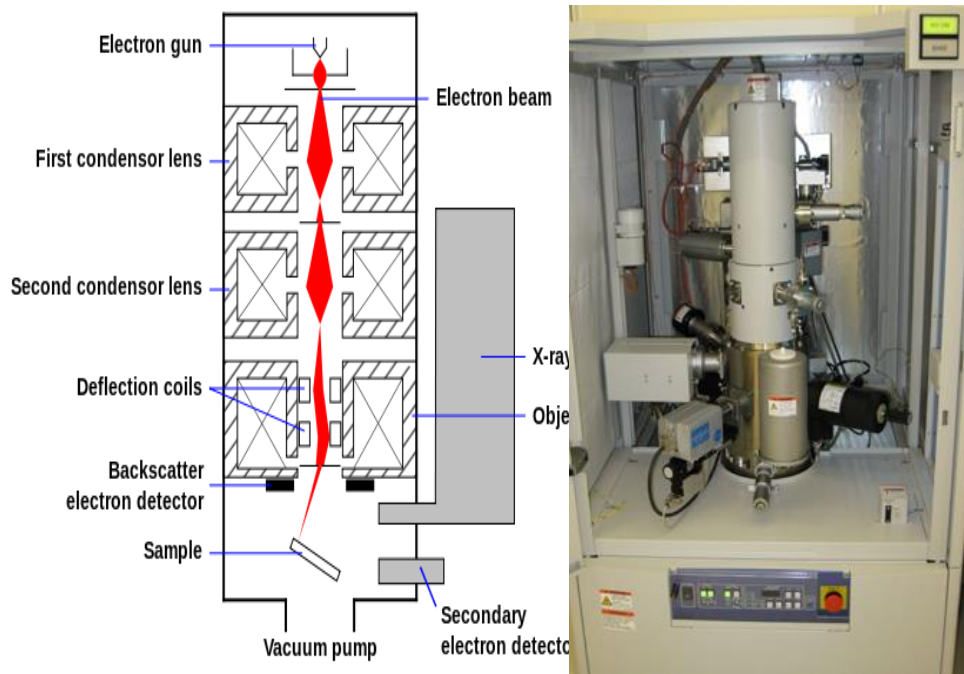 Electron gun
Electron beam
First condensor lens
Second condensor lens
X-ray
Deflection coils
Obje
Backscatter
electron detector
Sample
Secondary
electron detecto
Vacuum pump